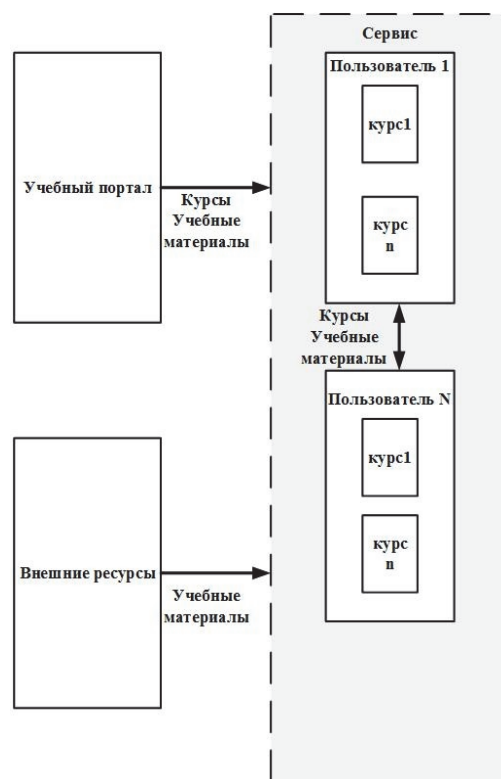 Сервис
Пользователь 1
курс1
курс
n
Учебный портал
Курсы
Учебные
материалы
Курсы
Учебные
материалы
Пользователь N
курс1
курс
n
Внешние ресурсы
Учебные
материалы